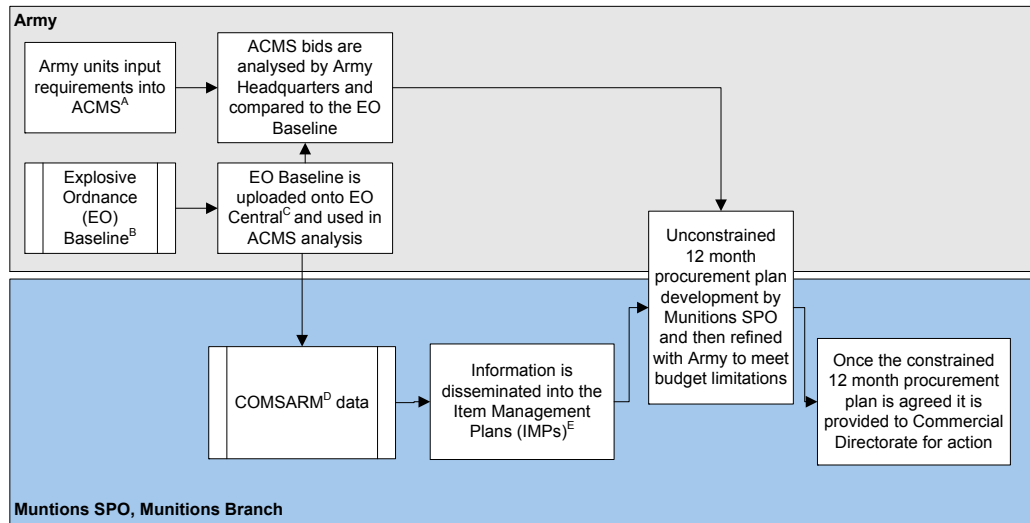 Army
Army units input
requirements into
ACMSA
ACMS bids are
analysed by Army
Headquarters and
compared to the EO
Baseline
Explosive
Ordnance
(EO)
BaselineB
EO Baseline is
uploaded onto EO
CentralC and used in
ACMS analysis
Unconstrained
12 month
procurement plan
development by
Munitions SPO
and then refined
with Army to meet
budget limitations
COMSARMD data
Information is
disseminated into the
Item Management
Plans (IMPs)E
Once the constrained
12 month procurement
plan is agreed it is
provided to Commercial
Directorate for action
Muntions SPO, Munitions Branch